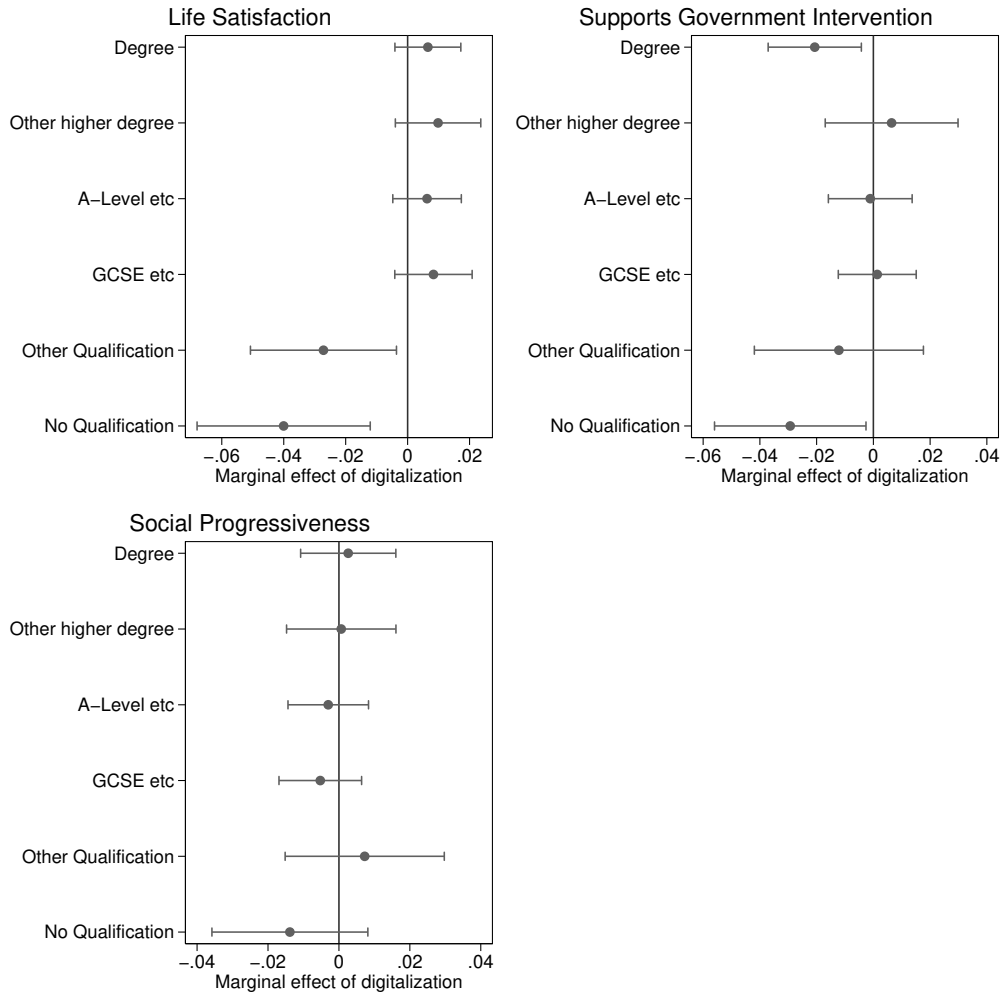 Life Satisfaction
Degree
Other higher degree
A−Level etc
GCSE etc
Other Qualification
No Qualification
−.06 −.04 −.02 0 .02
Marginal effect of digitalization
Supports Government Intervention
Degree
Other higher degree
A−Level etc
GCSE etc
Other Qualification
No Qualification
−.06 −.04 −.02 0 .02 .04
Marginal effect of digitalization
Social Progressiveness
Degree
Other higher degree
A−Level etc
GCSE etc
Other Qualification
No Qualification
−.04 −.02 0 .02 .04
Marginal effect of digitalization